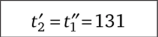 t′₂ = t″₁ = 131